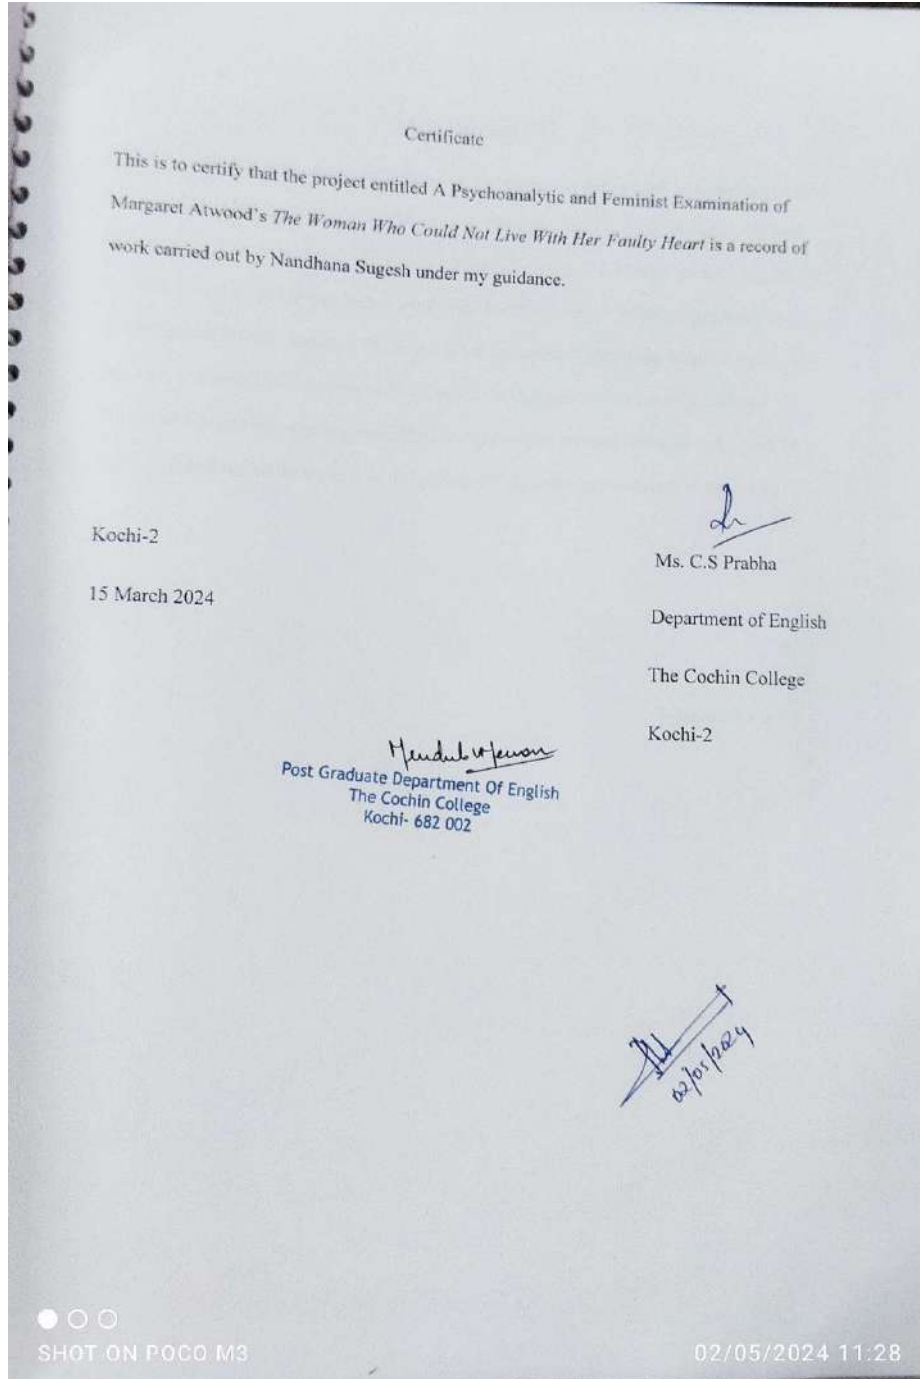 Certificate
This is to certify that the project entitled A Psychoanalytic and Feminist Examination of
Margaret Atwood's The Woman Who Could Not Live With Her Faulty Heart is a record of
work carried out by Nandhana Sugesh under my guidance.
Kochi-2
15 March 2024
Ms. C.S Prabha
Department of English
The Cochin College
Kochi-2
Post Graduate Department Of English
The Cochin College
Kochi- 682 002
02/05/2024
SHOT ON POCO M3
02/05/2024 11:28